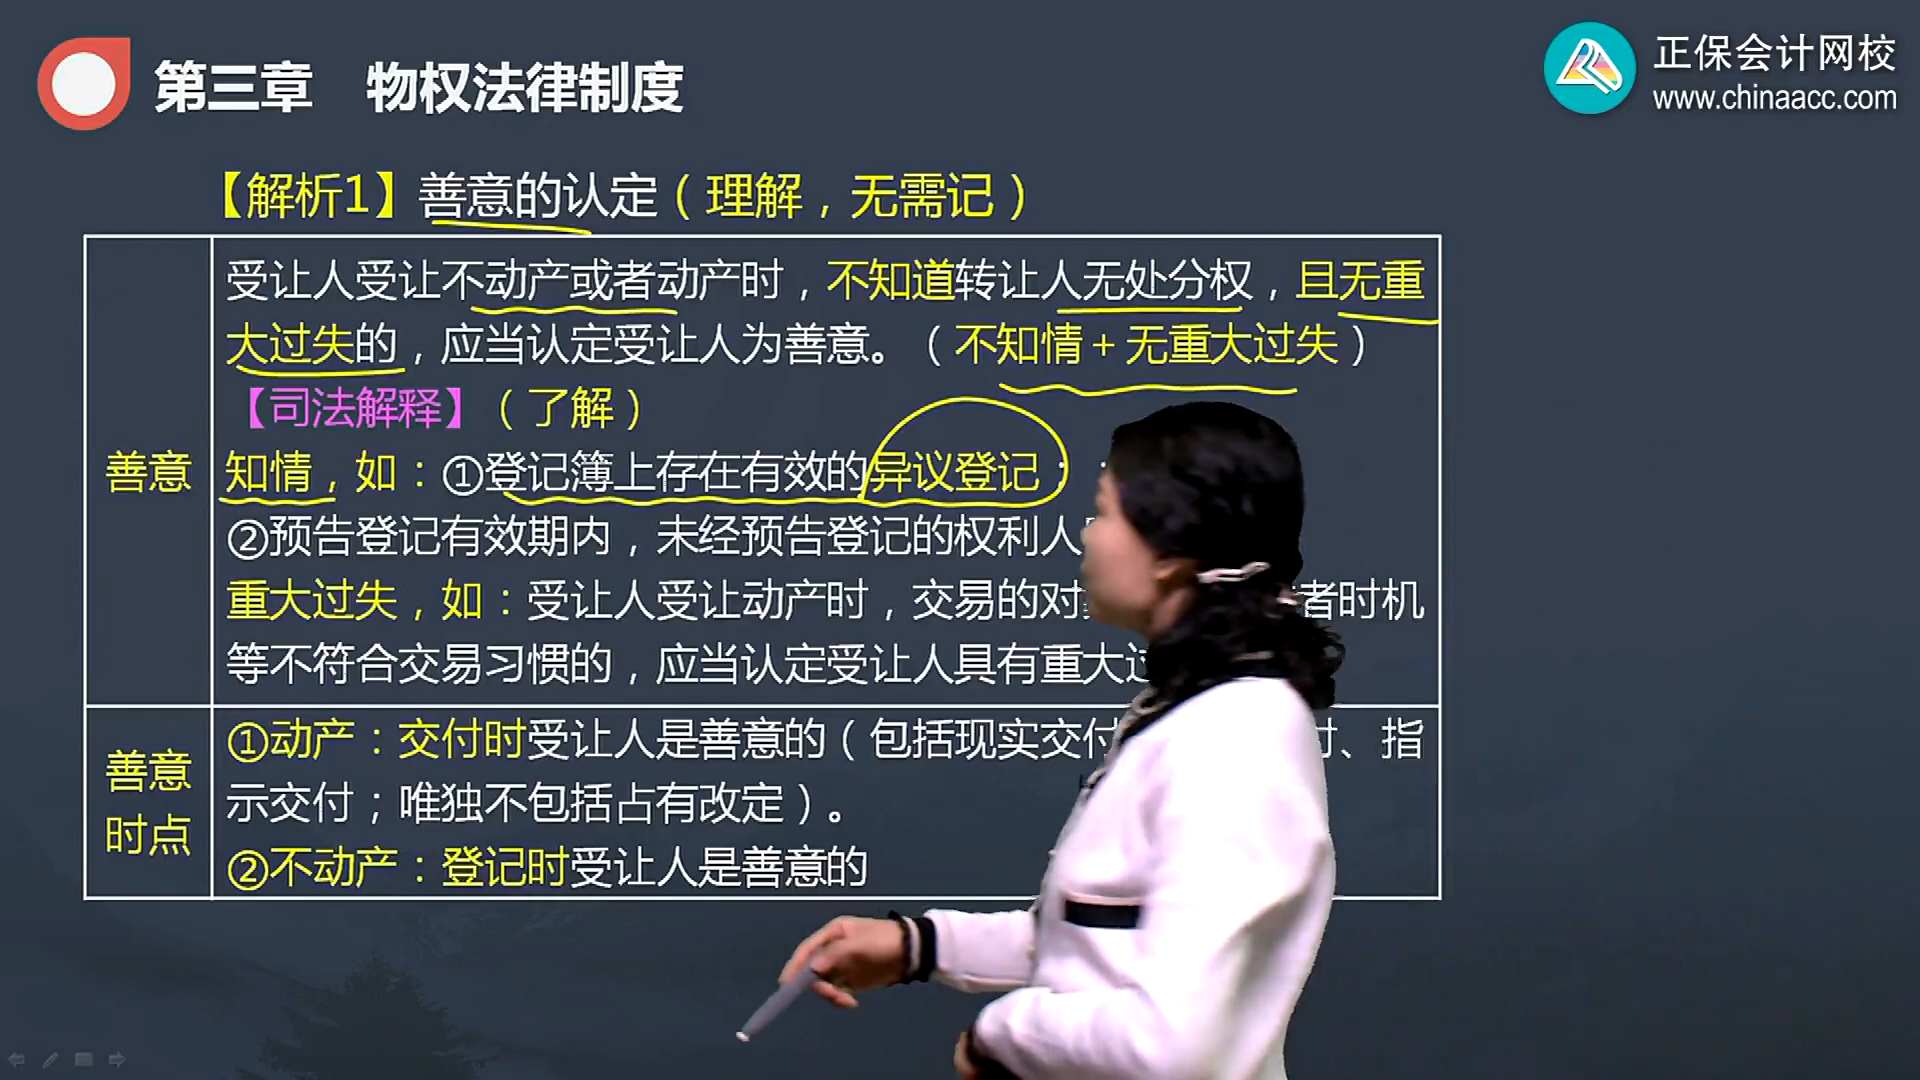 第三章 物权法律制度
正保会计网校
www.chinaacc.com
【解析1】善意的认定（理解，无需记）
善意
受让人受让不动产或者动产时，不知道转让人无处分权，且无重
大过失的，应当认定受让人为善意。（不知情＋无重大过失）
【司法解释】（了解）
知情，如：①登记簿上存在有效的异议登记；
②预告登记有效期内，未经预告登记的权利人
重大过失，如：受让人受让动产时，交易的对 者时机
等不符合交易习惯的，应当认定受让人具有重大过
善意
时点
①动产：交付时受让人是善意的（包括现实交付 付、指
示交付；唯独不包括占有改定）。
②不动产：登记时受让人是善意的